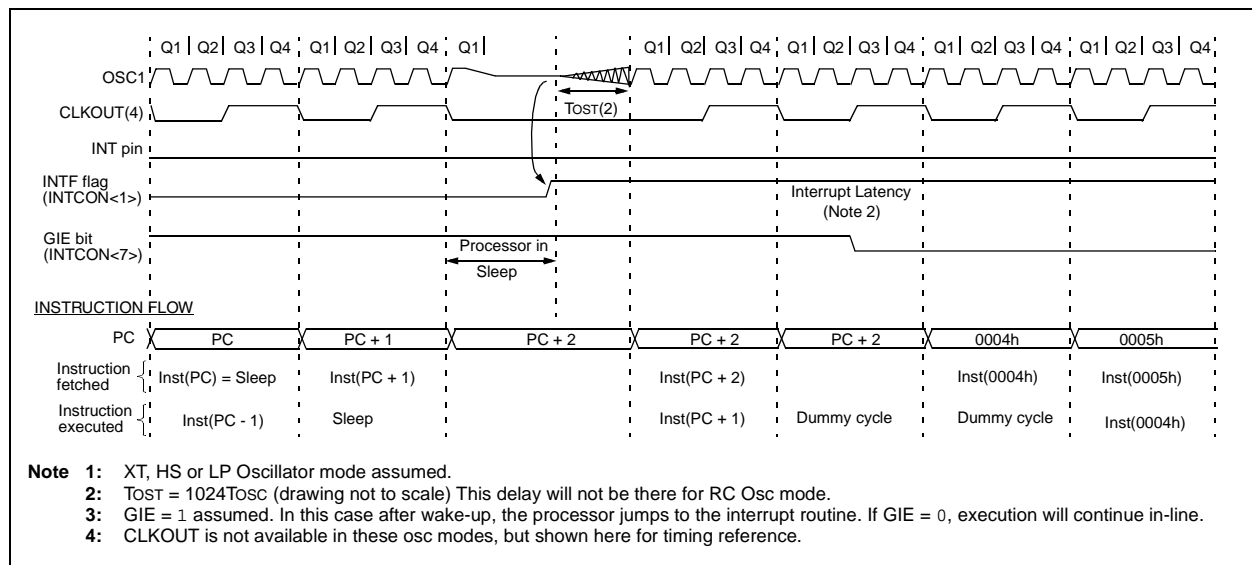 Q1 Q2 Q3 Q4 Q1 Q2 Q3 Q4 Q1 Q1 Q2 Q3 Q4 Q1 Q2 Q3 Q4 Q1 Q2 Q3 Q4 Q1 Q2 Q3 Q4
OSC1
TOST(2)
CLKOUT(4)
INT pin
INTF flag
(INTCON<1>)
Interrupt Latency
(Note 2)
GIE bit
(INTCON<7>)
Processor in
Sleep
INSTRUCTION FLOW
PC PC PC + 1 PC + 2 PC + 2 PC + 2 0004h 0005h
Instruction
fetched
Inst(PC) = Sleep Inst(PC + 1) Inst(PC + 2) Inst(0004h) Inst(0005h)
Instruction
executed
Inst(PC - 1) Sleep Inst(PC + 1) Dummy cycle Dummy cycle Inst(0004h)
Note 1: XT, HS or LP Oscillator mode assumed.
2: TOST = 1024TOSC (drawing not to scale) This delay will not be there for RC Osc mode.
3: GIE = 1 assumed. In this case after wake-up, the processor jumps to the interrupt routine. If GIE = 0, execution will continue in-line.
4: CLKOUT is not available in these osc modes, but shown here for timing reference.